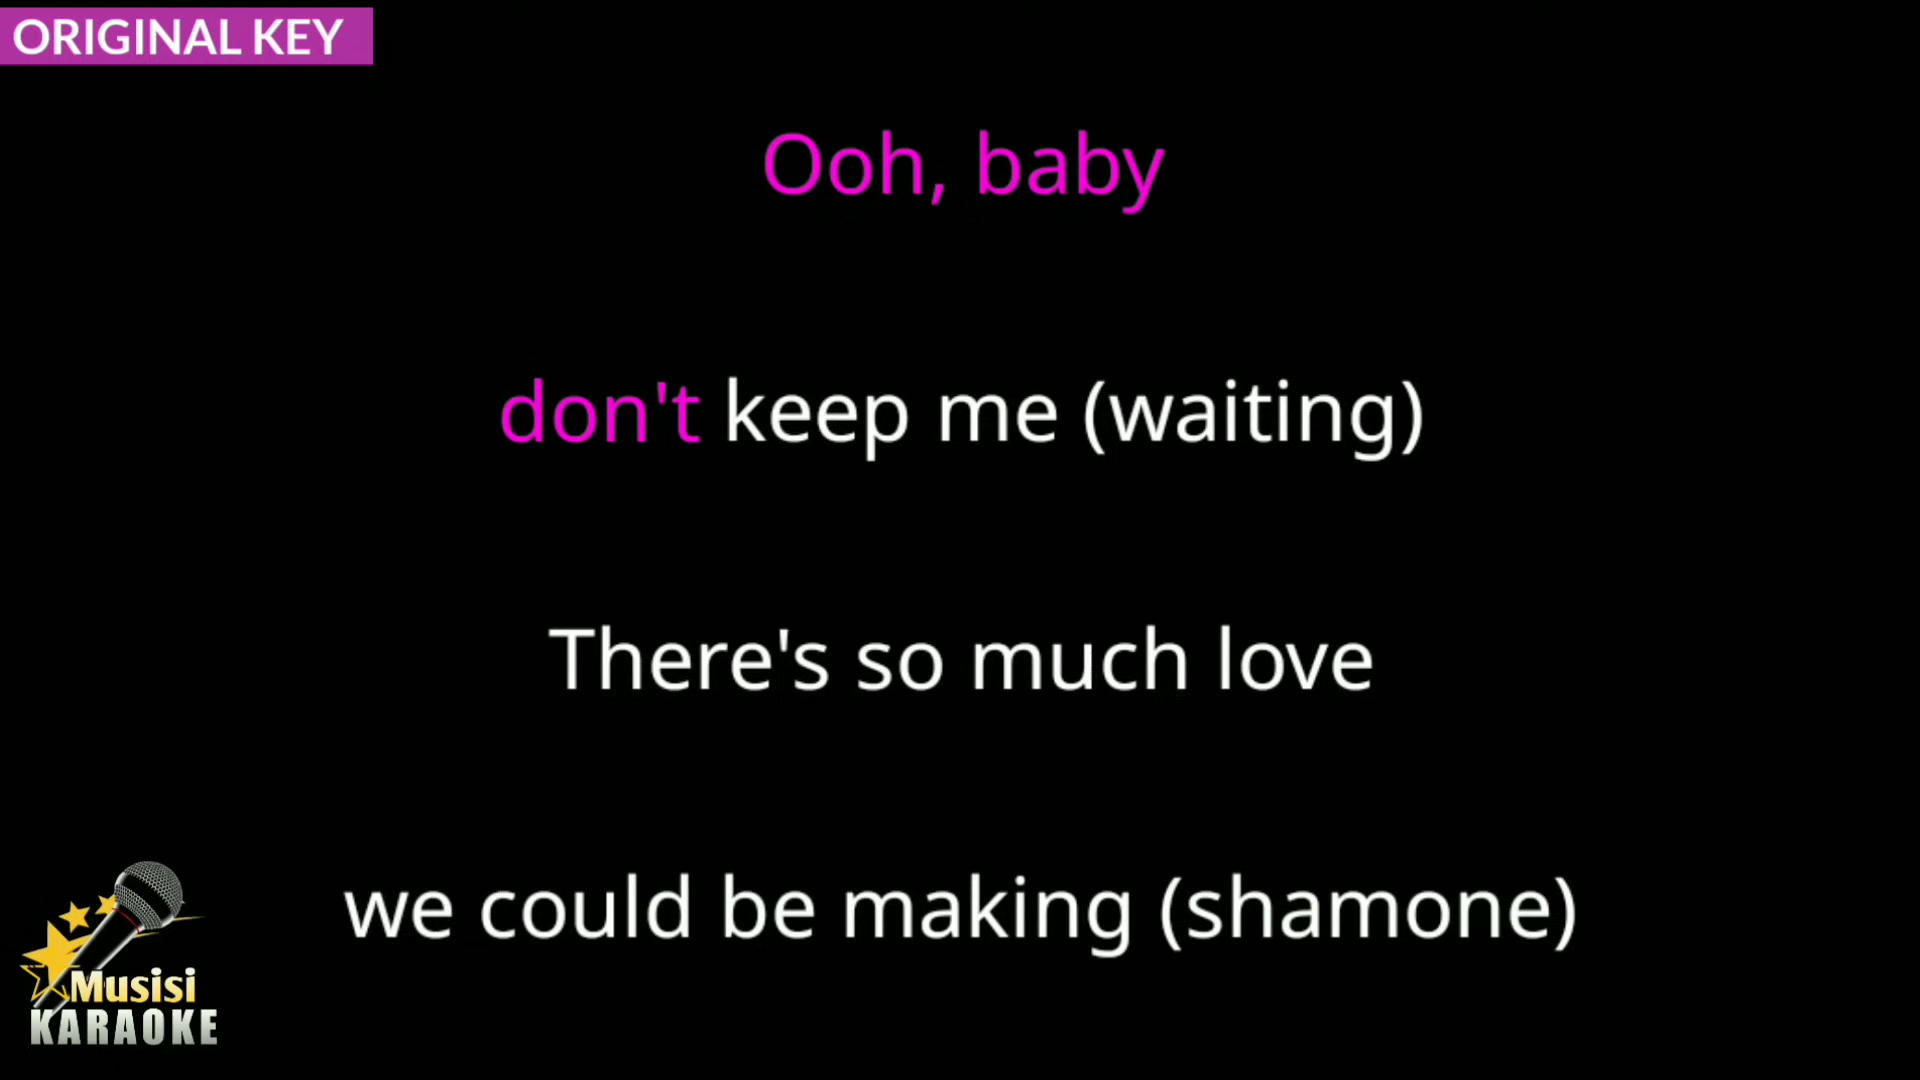 ORIGINAL KEY
Ooh, baby
don't keep me (waiting)
There's so much love
we could be making (shamone)
Musisi
KARAOKE